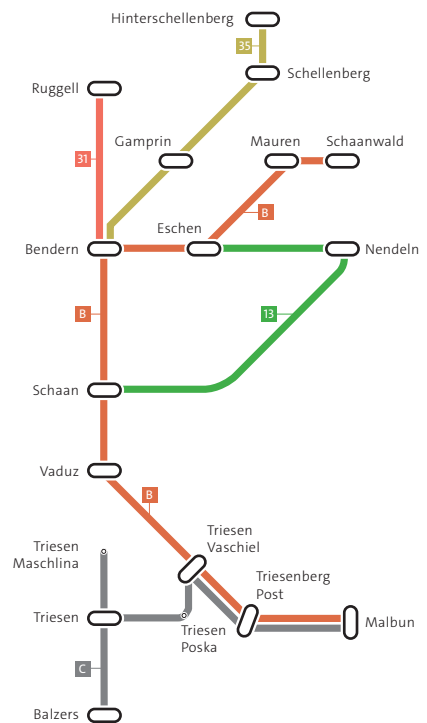 Hinterschellenberg
35
Schellenberg
Ruggell
Gamprin
Mauren
Schaanwald
31
B
Eschen
Bendern
Nendeln
B
13
Schaan
Vaduz
B
Triesen
Vaschiel
Triesen
Maschlina
Triesenberg
Post
Triesen
Malbun
Triesen
Poska
C
Balzers